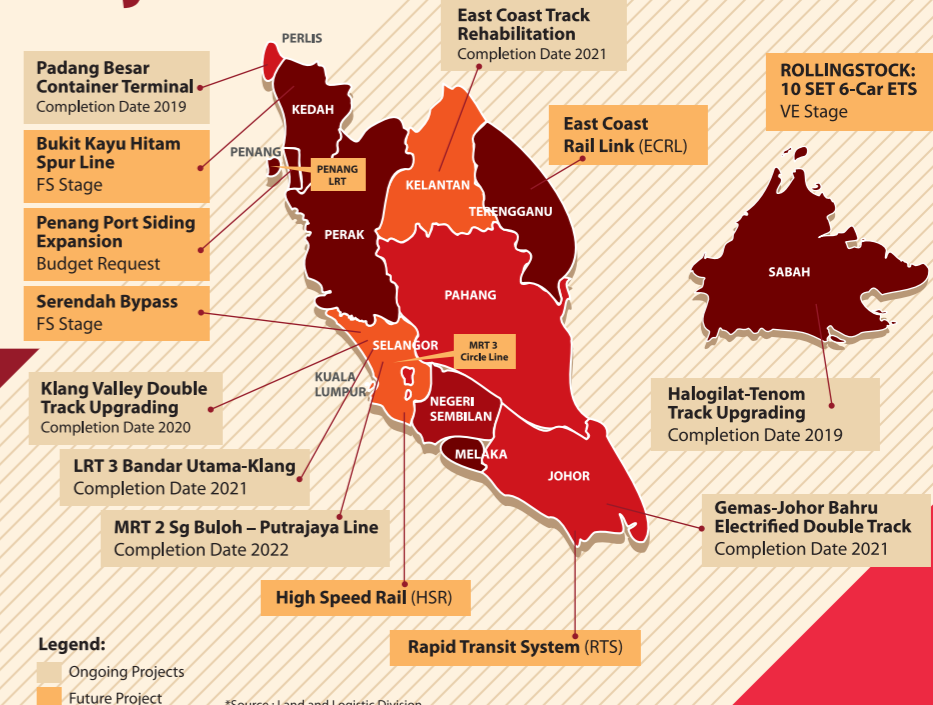 East Coast Track
Rehabilitation
Completion Date 2021
PERLIS
Padang Besar
Container Terminal
Completion Date 2019
ROLLINGSTOCK:
10 SET 6-Car ETS
VE Stage
KEDAH
East Coast
Rail Link (ECRL)
Bukit Kayu Hitam
Spur Line
FS Stage
PENANG
PENANG
LRT
KELANTAN
TERENGGANU
Penang Port Siding
Expansion
Budget Request
PERAK
SABAH
PAHANG
Serendah Bypass
FS Stage
SELANGOR
MRT 3
Circle Line
KUALA
LUMPUR
Klang Valley Double
Track Upgrading
Completion Date 2020
NEGERI
SEMBILAN
Halogilat-Tenom
Track Upgrading
Completion Date 2019
MELAKA
JOHOR
LRT 3 Bandar Utama-Klang
Completion Date 2021
MRT 2 Sg Buloh – Putrajaya Line
Completion Date 2022
Gemas-Johor Bahru
Electrified Double Track
Completion Date 2021
High Speed Rail (HSR)
Rapid Transit System (RTS)
Legend:
Ongoing Projects
Future Project
*Source : Land and Logistic Division